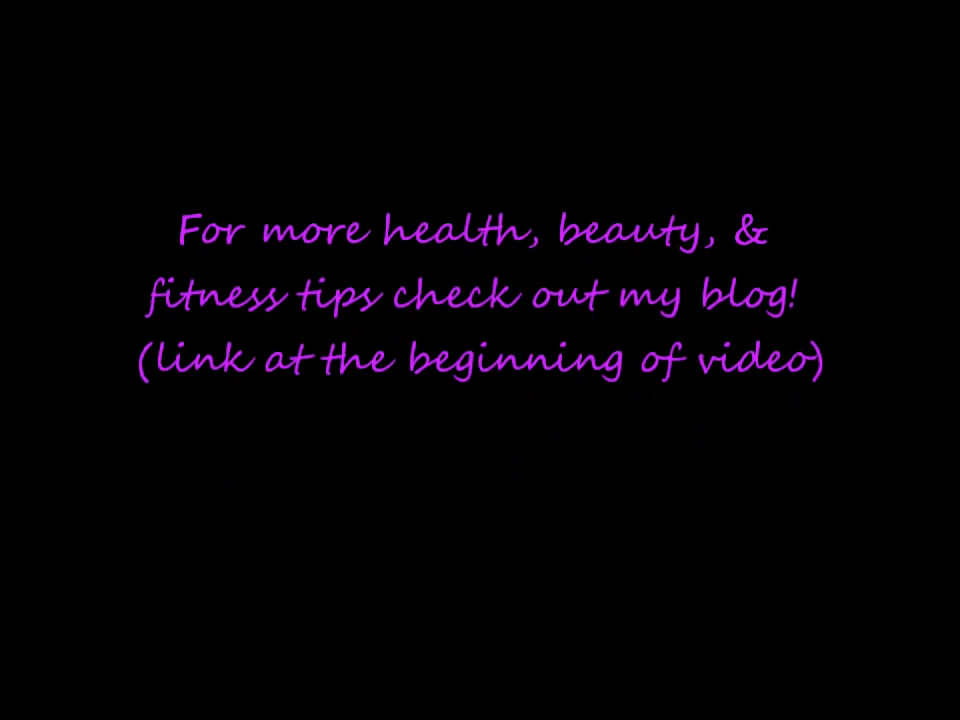 For more health, beauty, &
fitness tips check out my blog!
(link at the beginning of video)